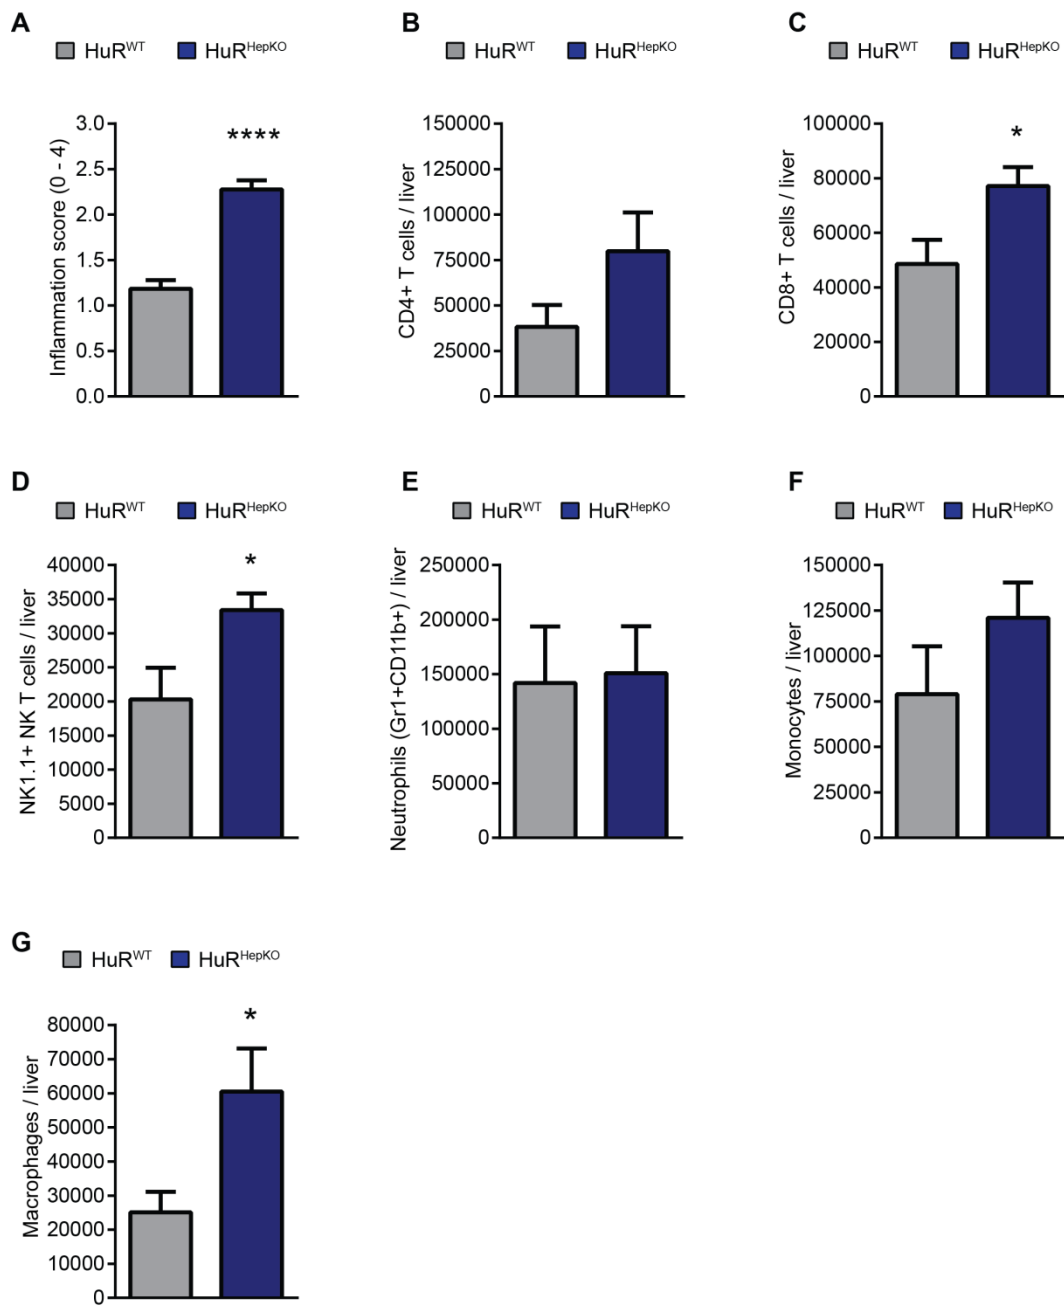 A
HuR^WT HuR^HepKO
Inflammation score (0 - 4)
3.0
2.5
2.0
1.5
1.0
0.5
0.0
****
B
HuR^WT HuR^HepKO
CD4+ T cells / liver
150000
125000
100000
75000
50000
25000
0
C
HuR^WT HuR^HepKO
CD8+ T cells / liver
100000
80000
60000
40000
20000
0
*
D
HuR^WT HuR^HepKO
NK1.1+ NK T cells / liver
40000
35000
30000
25000
20000
15000
10000
5000
0
*
E
HuR^WT HuR^HepKO
Neutrophils (Gr1+CD11b+) / liver
250000
200000
150000
100000
50000
0
F
HuR^WT HuR^HepKO
Monocytes / liver
150000
125000
100000
75000
50000
25000
0
G
HuR^WT HuR^HepKO
Macrophages / liver
80000
70000
60000
50000
40000
30000
20000
10000
0
*